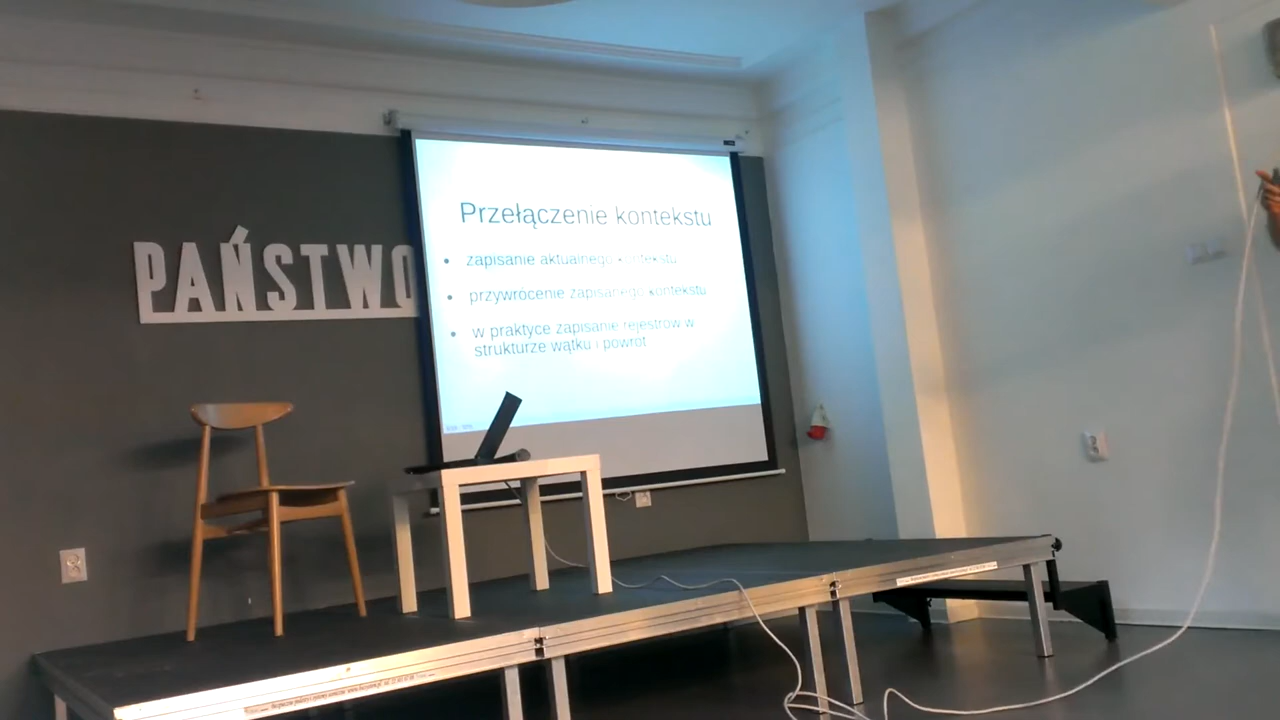 PAŃSTWO
Przełączenie kontekstu
• zapisanie aktualnego kontekstu
• przywrócenie zapisanego kontekstu
• w praktyce zapisanie rejestrów w
strukturze wątku i powrót